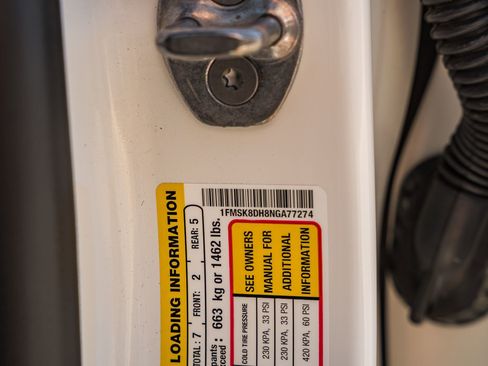 1FMSK8DH8NGA77274
LOADING INFORMATION
TOTAL: 7 FRONT: 2 REAR: 5
663 kg or 1462 lbs.
SEE OWNERS
MANUAL FOR
ADDITIONAL
INFORMATION
COLD TIRE PRESSURE
230 KPA, 33 PSI
230 KPA, 33 PSI
420 KPA, 60 PSI